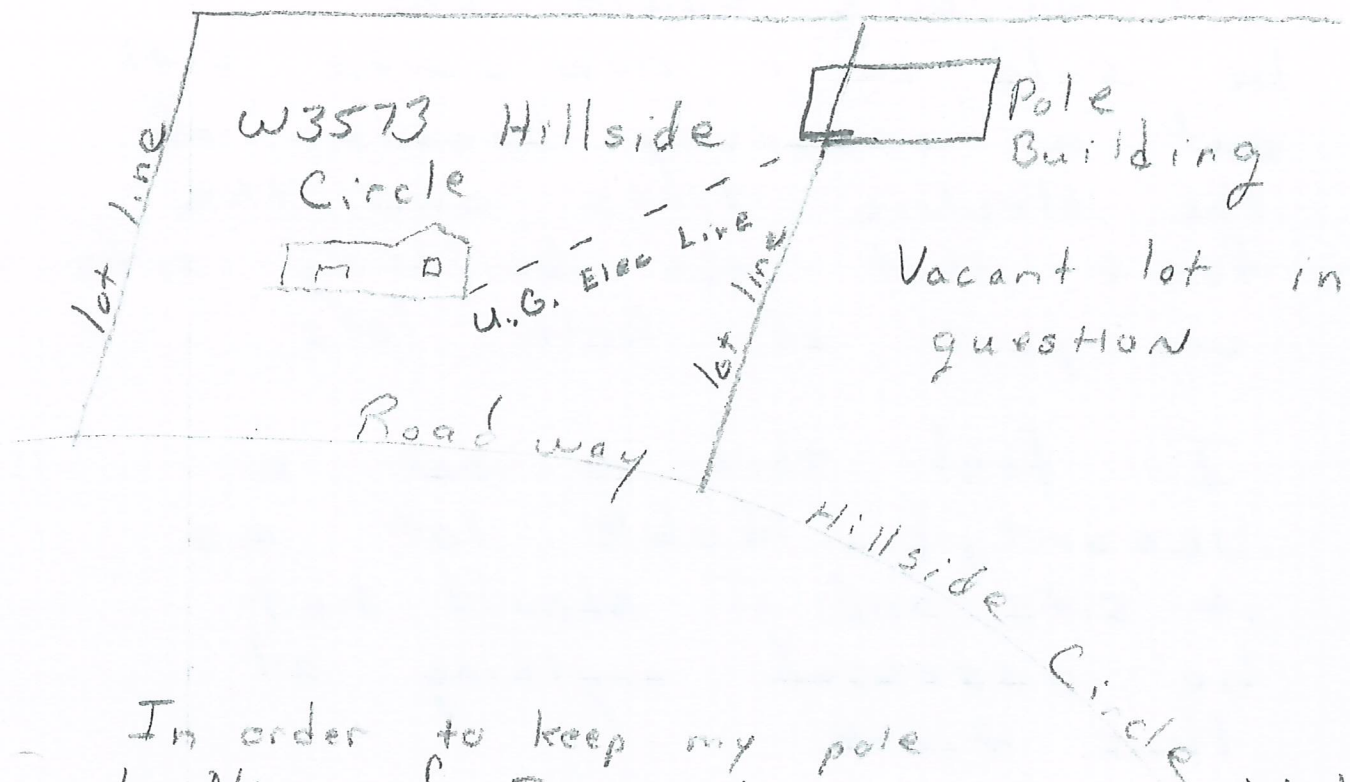 W3573 Hillside
Circle
Pole
Building
lot line
U.G. Elec Line
lot line
Vacant lot in
question
Road way
Hillside
Circle
In order to keep my pole